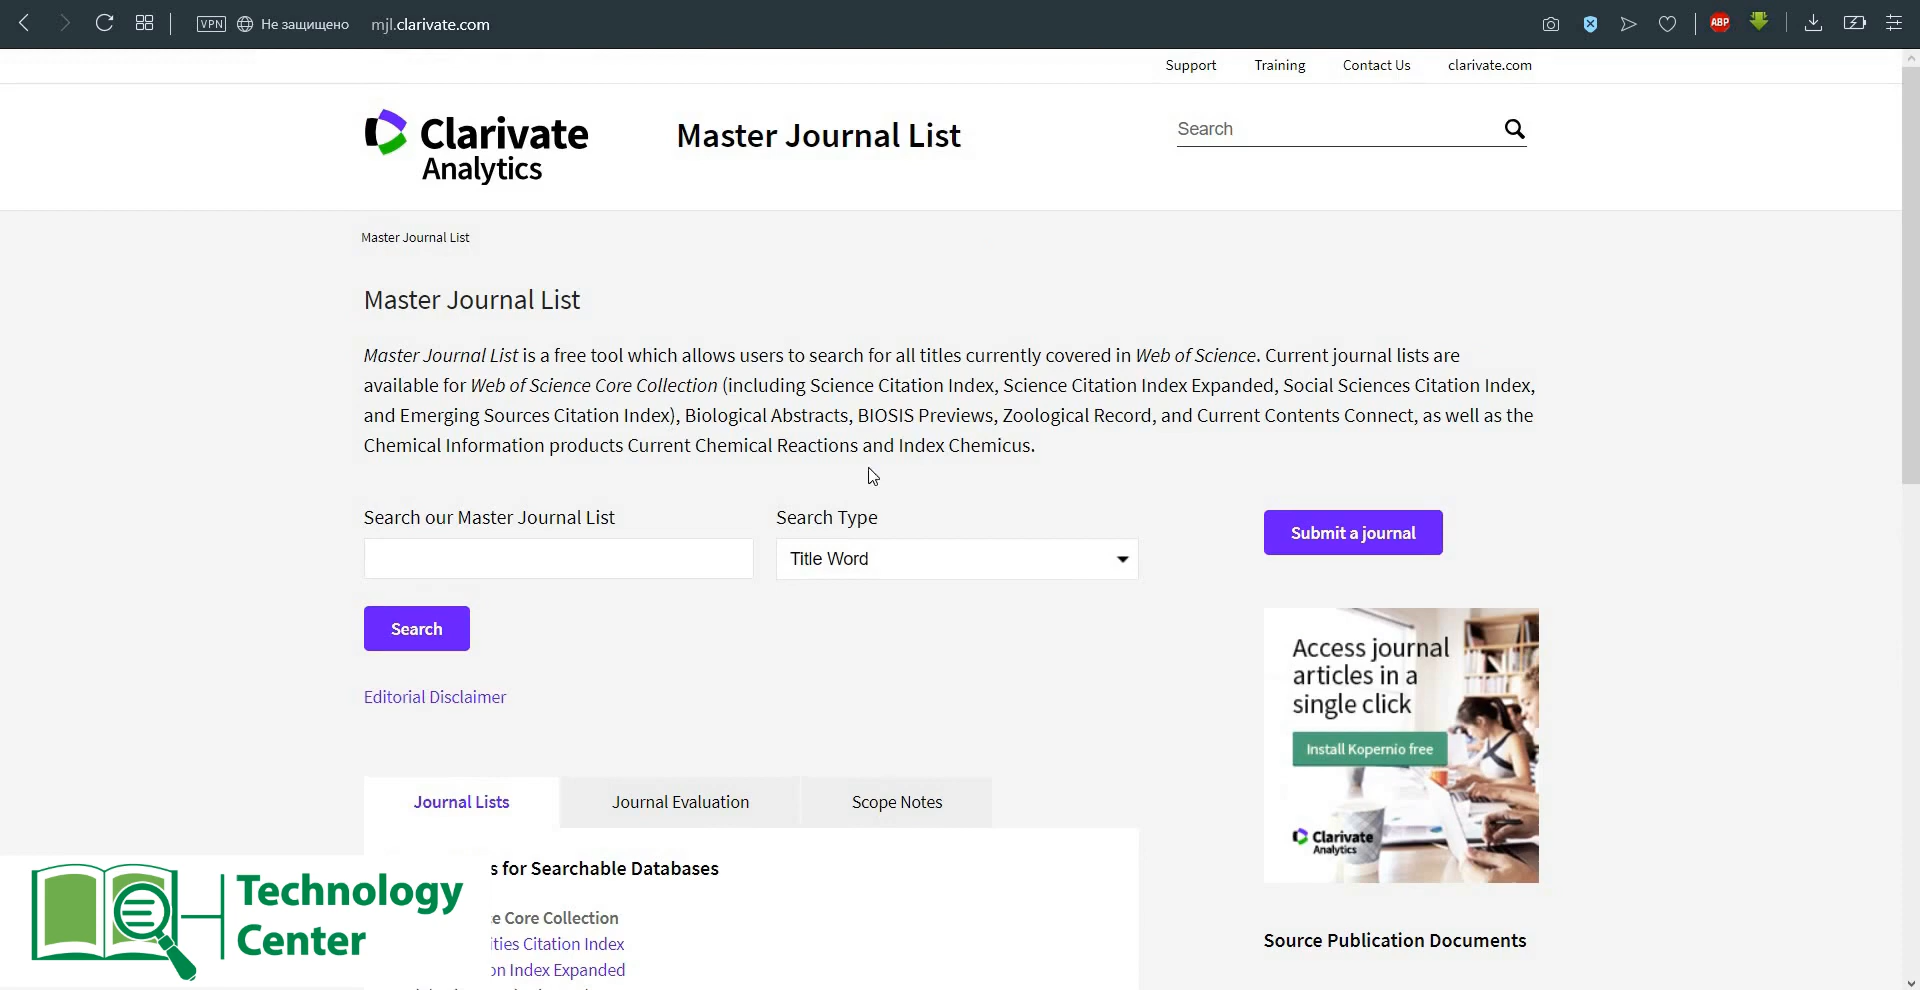 VPN Не защищено mjl.clarivate.com ABP
Support Training Contact Us clarivate.com
Clarivate
Analytics
Master Journal List
Search
Master Journal List
Master Journal List
Master Journal List is a free tool which allows users to search for all titles currently covered in Web of Science. Current journal lists are
available for Web of Science Core Collection (including Science Citation Index, Science Citation Index Expanded, Social Sciences Citation Index,
and Emerging Sources Citation Index), Biological Abstracts, BIOSIS Previews, Zoological Record, and Current Contents Connect, as well as the
Chemical Information products Current Chemical Reactions and Index Chemicus.
Search our Master Journal List
Search Type
Title Word
Submit a journal
Search
Editorial Disclaimer
Access journal
articles in a
single click
Install Kopernio free
Clarivate
Analytics
Journal Lists Journal Evaluation Scope Notes
s for Searchable Databases
e Core Collection
ities Citation Index
on Index Expanded
Source Publication Documents
Technology
Center